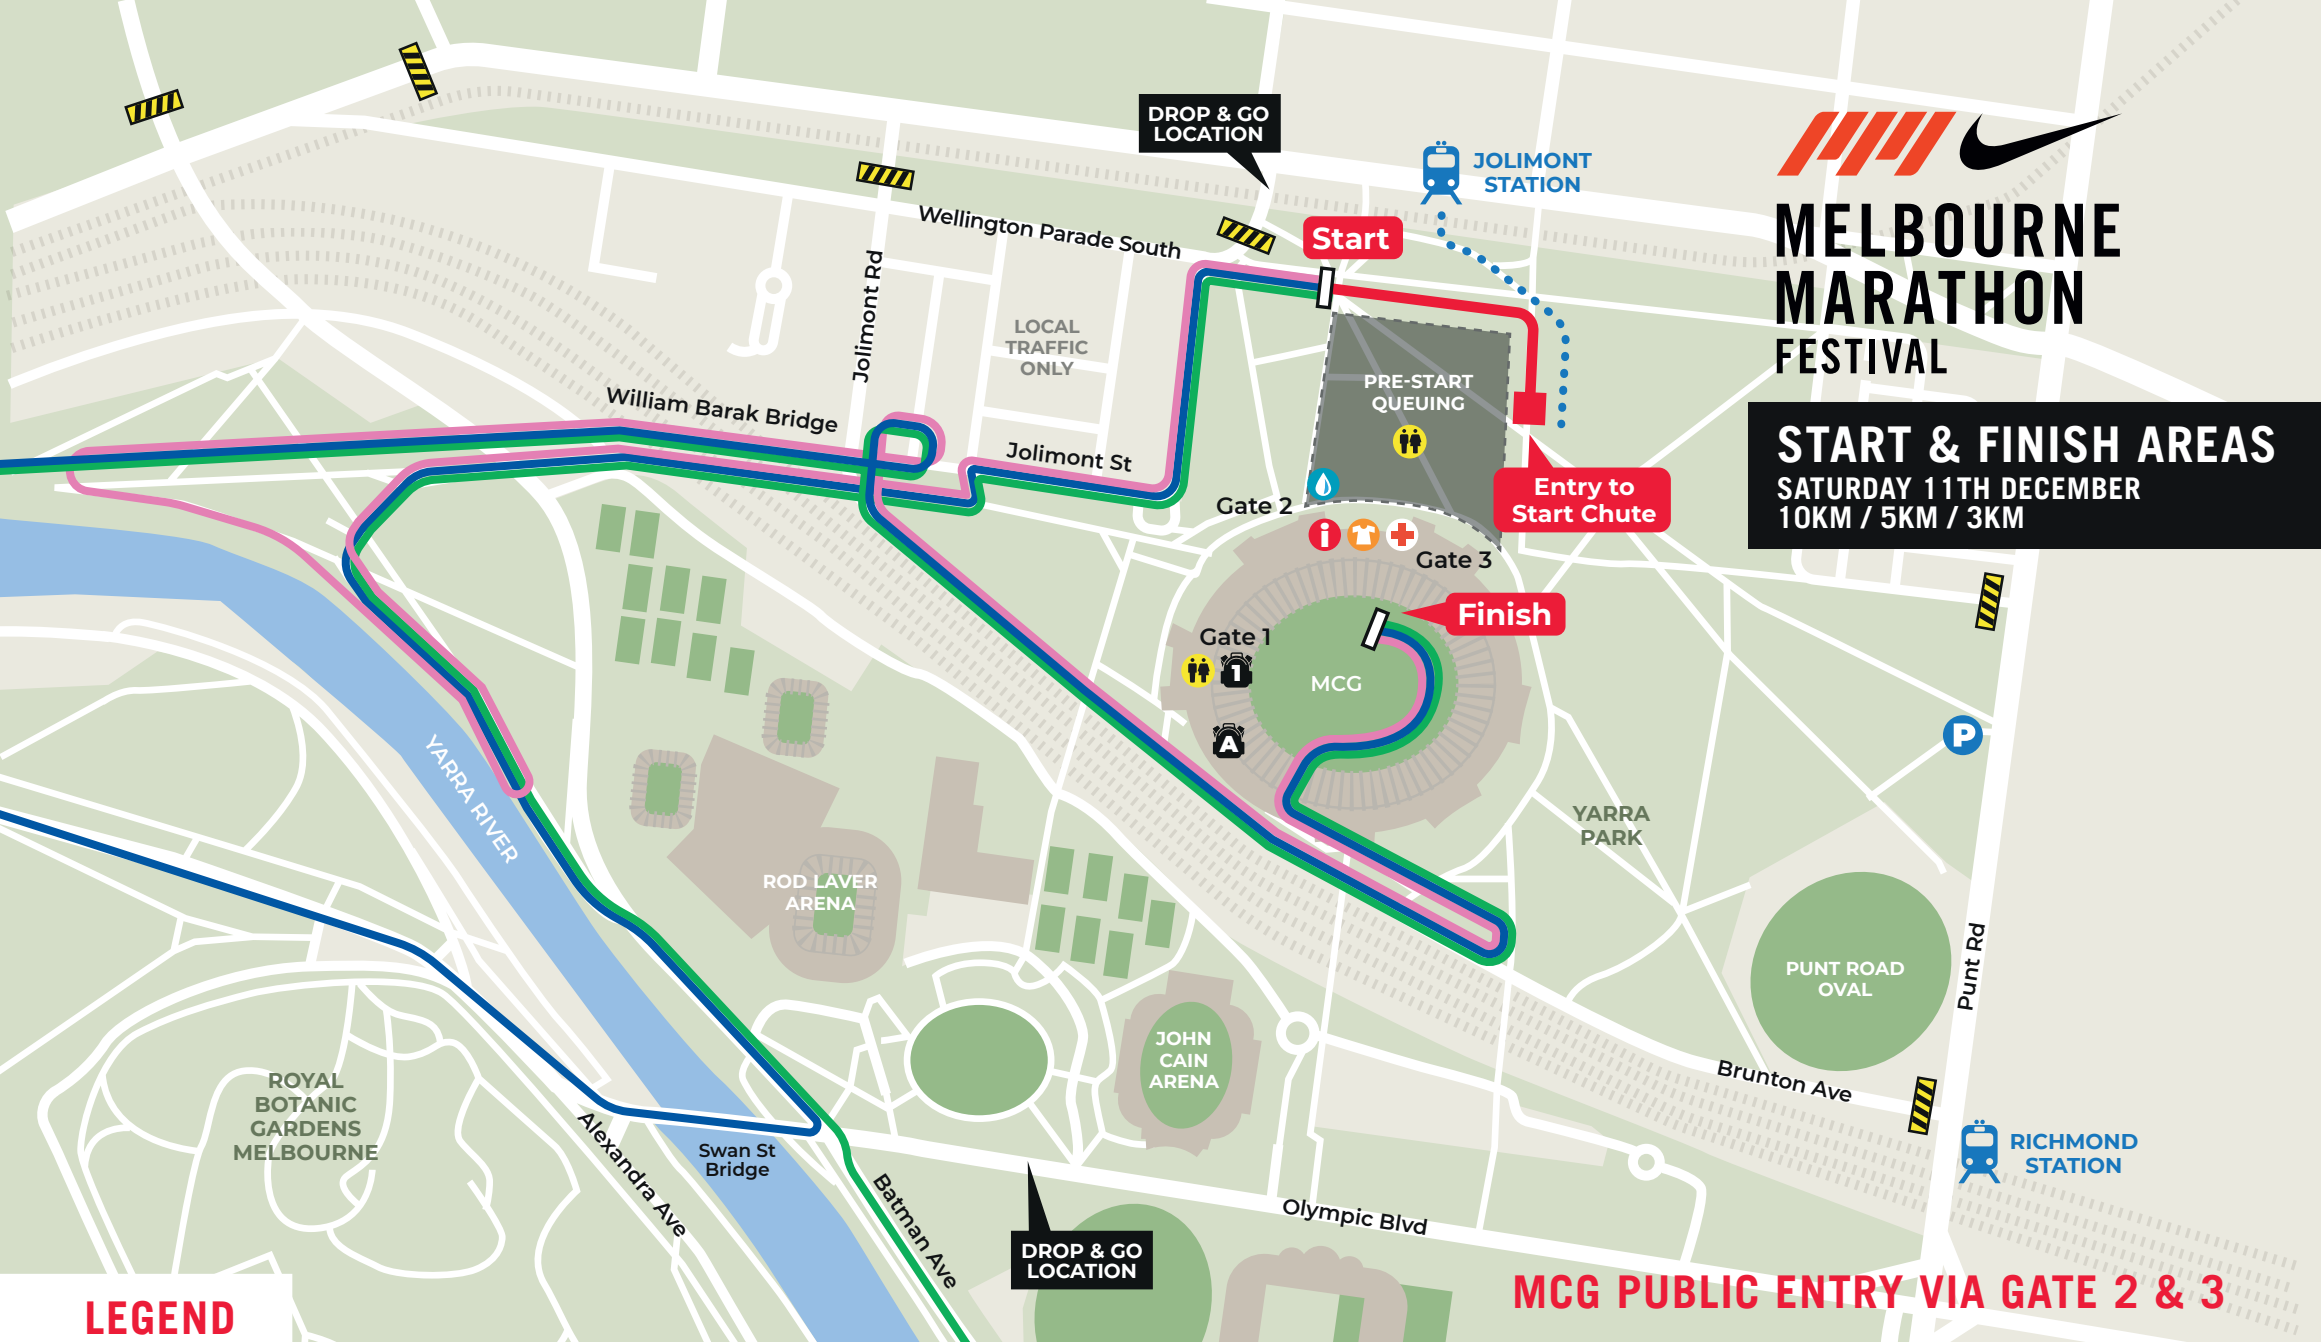 DROP & GO
LOCATION
JOLIMONT
STATION
MELBOURNE
MARATHON
FESTIVAL
START & FINISH AREAS
SATURDAY 11TH DECEMBER
10KM / 5KM / 3KM
Wellington Parade South
Start
Jolimont Rd
LOCAL
TRAFFIC
ONLY
PRE-START
QUEUING
William Barak Bridge
Jolimont St
Gate 2
Entry to
Start Chute
Gate 3
Finish
Gate 1
1
MCG
A
P
YARRA RIVER
YARRA
PARK
ROD LAVER
ARENA
PUNT ROAD
OVAL
Punt Rd
JOHN
CAIN
ARENA
Brunton Ave
ROYAL
BOTANIC
GARDENS
MELBOURNE
Alexandra Ave
Swan St
Bridge
Batman Ave
RICHMOND
STATION
Olympic Blvd
DROP & GO
LOCATION
MCG PUBLIC ENTRY VIA GATE 2 & 3
LEGEND